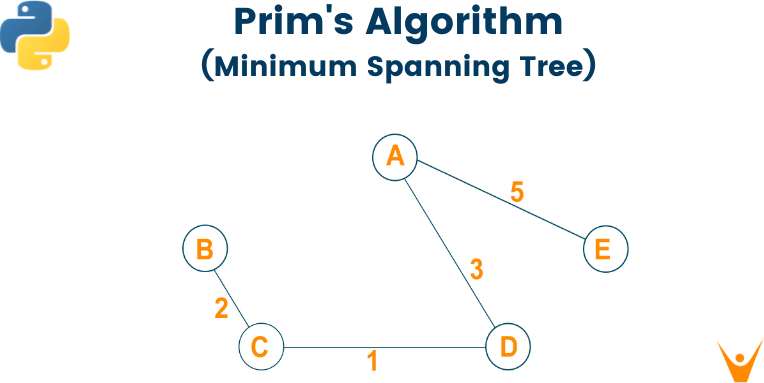 Prim's Algorithm
(Minimum Spanning Tree)
A
5
B
E
3
2
C
D
1